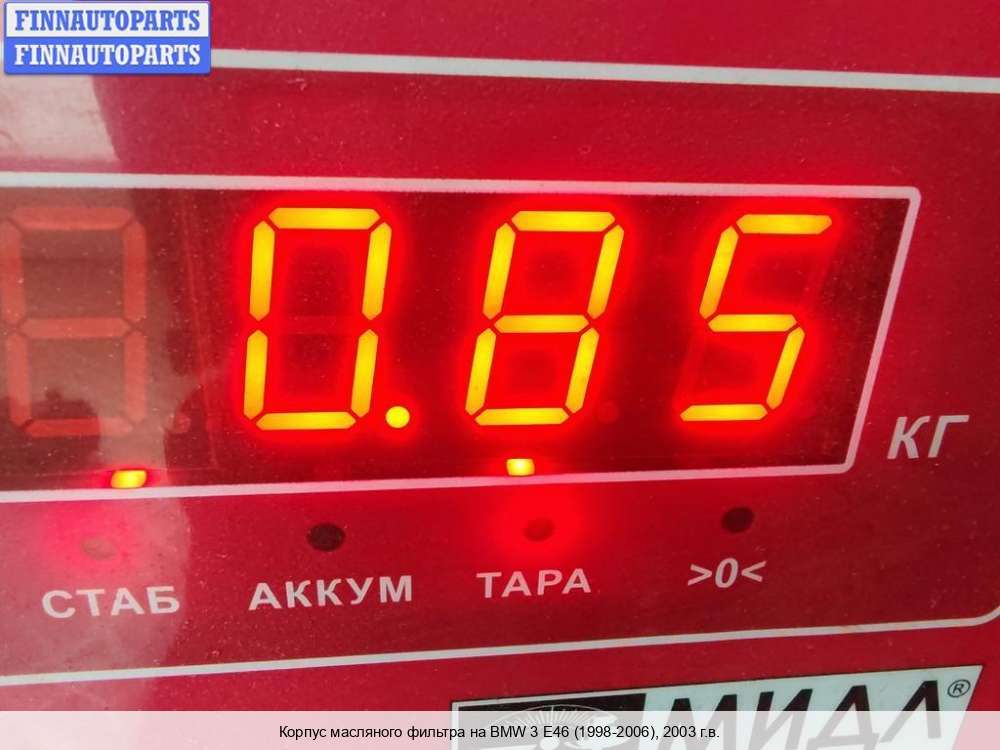 FINNAUTOPARTS
FINNAUTOPARTS
0.85
КГ
СТАБ АККУМ ТАРА >0<
МИДЛ®
Корпус масляного фильтра на BMW 3 E46 (1998-2006), 2003 г.в.